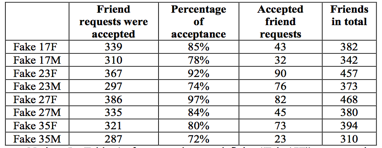 Friend Percentage Accepted Friends
requests were of friend in total
accepted acceptance requests
Fake 17F 339 85% 43 382
Fake 17M 310 78% 32 342
Fake 23F 367 92% 90 457
Fake 23M 297 74% 76 373
Fake 27F 386 97% 82 468
Fake 27M 335 84% 45 380
Fake 35F 321 80% 73 394
Fake 35M 287 72% 23 310